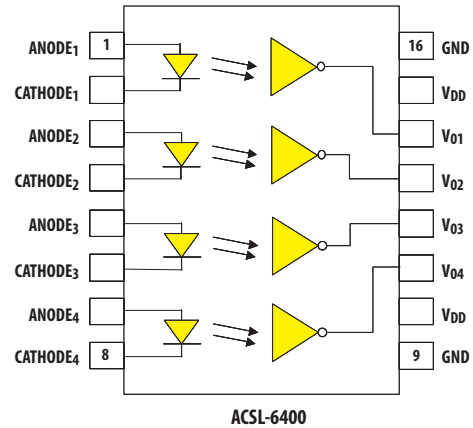 ANODE1 1 16 GND
CATHODE1 VDD
ANODE2 V01
CATHODE2 V02
ANODE3 V03
CATHODE3 V04
ANODE4 VDD
CATHODE4 8 9 GND
ACSL-6400